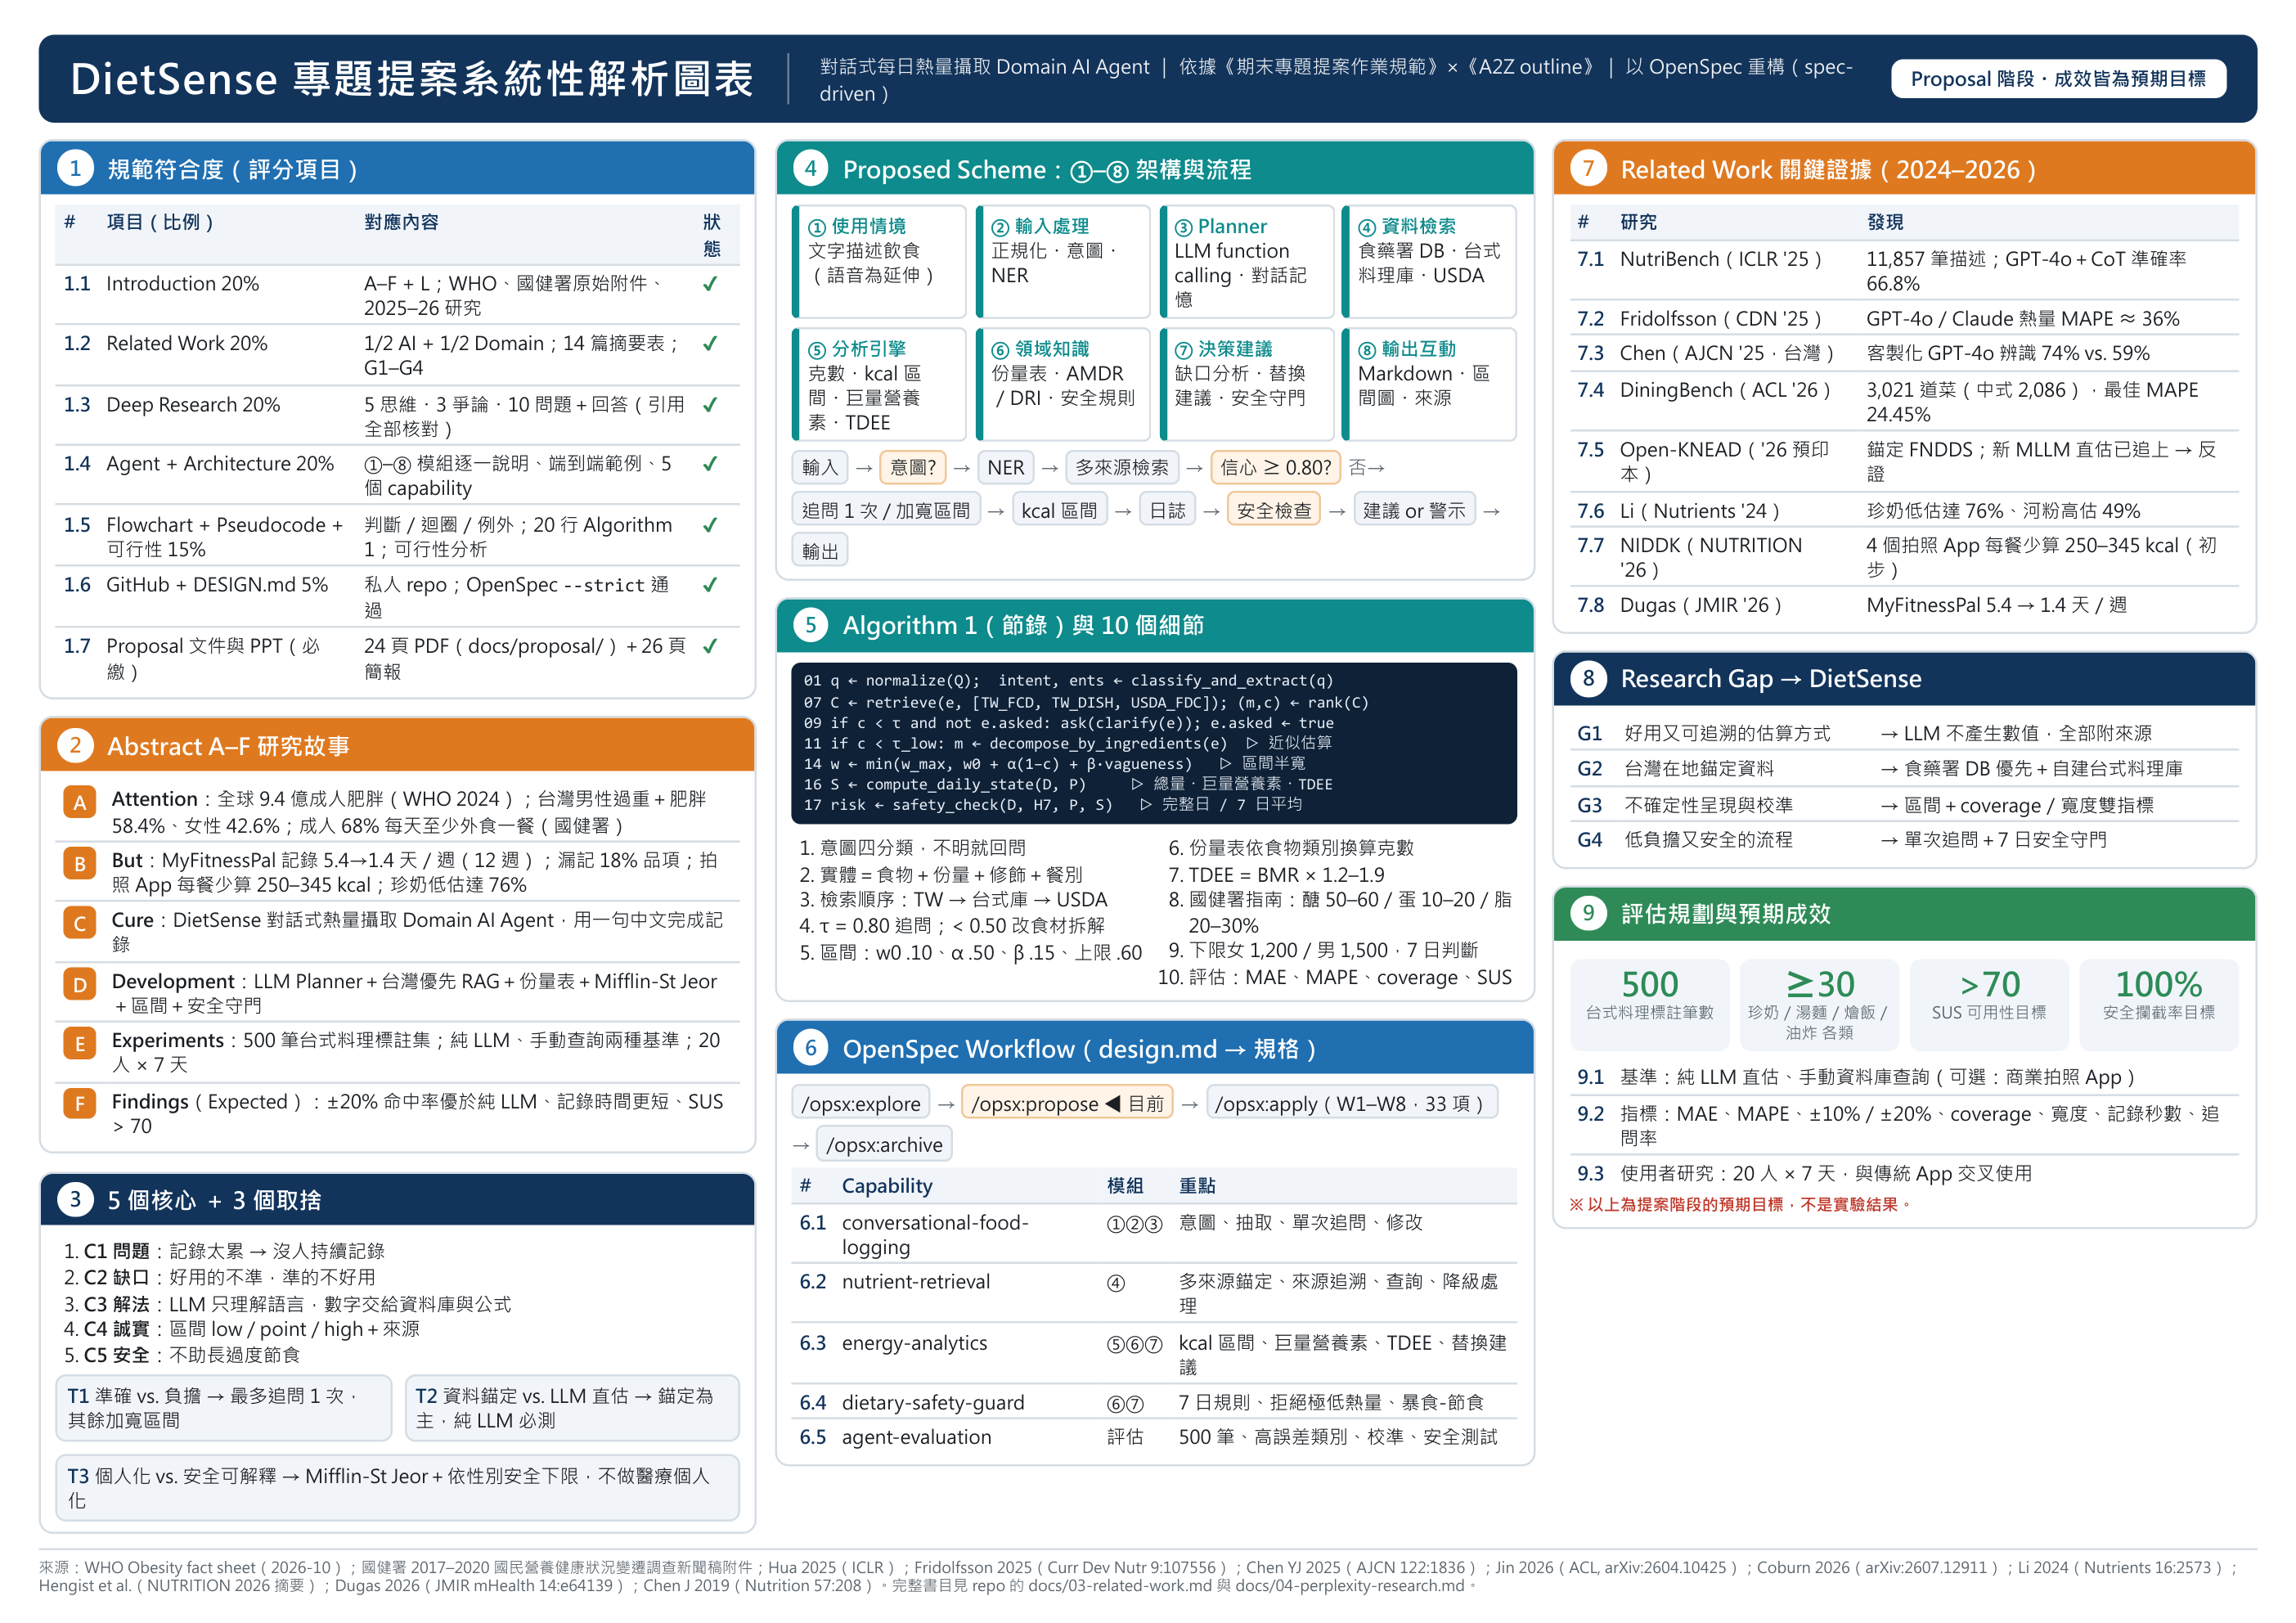 DietSense 專題提案系統性解析圖表
對話式每日熱量攝取 Domain AI Agent｜依據《期末專題提案作業規範》×《A2Z outline》｜以 OpenSpec 重構（spec-
driven）
Proposal 階段・成效皆為預期目標
1 規範符合度（評分項目）
# 項目（比例） 對應內容 狀
態
1.1 Introduction 20% A–F + L；WHO、國健署原始附件、 ✓
2025–26 研究
1.2 Related Work 20% 1/2 AI + 1/2 Domain；14 篇摘要表； ✓
G1–G4
1.3 Deep Research 20% 5 思維・3 爭論・10 問題＋回答（引用 ✓
全部核對）
1.4 Agent + Architecture 20% ①–⑧ 模組逐一說明、端到端範例、5 ✓
個 capability
1.5 Flowchart + Pseudocode + 判斷 / 迴圈 / 例外；20 行 Algorithm ✓
可行性 15% 1；可行性分析
1.6 GitHub + DESIGN.md 5% 私人 repo；OpenSpec --strict 通 ✓
過
1.7 Proposal 文件與 PPT（必 24 頁 PDF（docs/proposal/）＋26 頁 ✓
繳） 簡報
2 Abstract A–F 研究故事
A Attention：全球 9.4 億成人肥胖（WHO 2024）；台灣男性過重＋肥胖
58.4%、女性 42.6%；成人 68% 每天至少外食一餐（國健署）
B But：MyFitnessPal 記錄 5.4→1.4 天 / 週（12 週）；漏記 18% 品項；拍
照 App 每餐少算 250–345 kcal；珍奶低估達 76%
C Cure：DietSense 對話式熱量攝取 Domain AI Agent，用一句中文完成記
錄
D Development：LLM Planner＋台灣優先 RAG＋份量表＋Mifflin-St Jeor
＋區間＋安全守門
E Experiments：500 筆台式料理標註集；純 LLM、手動查詢兩種基準；20
人 × 7 天
F Findings（Expected）：±20% 命中率優於純 LLM、記錄時間更短、SUS
> 70
3 5 個核心 ＋ 3 個取捨
1. C1 問題：記錄太累 → 沒人持續記錄
2. C2 缺口：好用的不準，準的不好用
3. C3 解法：LLM 只理解語言，數字交給資料庫與公式
4. C4 誠實：區間 low / point / high＋來源
5. C5 安全：不助長過度節食
T1 準確 vs. 負擔 → 最多追問 1 次，
其餘加寬區間
T2 資料錨定 vs. LLM 直估 → 錨定為
主，純 LLM 必測
T3 個人化 vs. 安全可解釋 → Mifflin-St Jeor＋依性別安全下限，不做醫療個人
化
4 Proposed Scheme：①–⑧ 架構與流程
① 使用情境
文字描述飲食
（語音為延伸）
② 輸入處理
正規化・意圖・
NER
③ Planner
LLM function
calling・對話記
憶
④ 資料檢索
食藥署 DB・台式
料理庫・USDA
⑤ 分析引擎
克數・kcal 區
間・巨量營養
素・TDEE
⑥ 領域知識
份量表・AMDR
/ DRI・安全規則
⑦ 決策建議
缺口分析・替換
建議・安全守門
⑧ 輸出互動
Markdown・區
間圖・來源
輸入 → 意圖? → NER → 多來源檢索 → 信心 ≥ 0.80? 否→
追問 1 次 / 加寬區間 → kcal 區間 → 日誌 → 安全檢查 → 建議 or 警示 →
輸出
5 Algorithm 1（節錄）與 10 個細節
01 q ← normalize(Q);  intent, ents ← classify_and_extract(q)
07 C ← retrieve(e, [TW_FCD, TW_DISH, USDA_FDC]); (m,c) ← rank(C)
09 if c < τ and not e.asked: ask(clarify(e)); e.asked ← true
11 if c < τ_low: m ← decompose_by_ingredients(e)  ▷ 近似估算
14 w ← min(w_max, w0 + α(1-c) + β·vagueness)   ▷ 區間半寬
16 S ← compute_daily_state(D, P)     ▷ 總量・巨量營養素・TDEE
17 risk ← safety_check(D, H7, P, S)   ▷ 完整日 / 7 日平均
1. 意圖四分類，不明就回問
2. 實體＝食物＋份量＋修飾＋餐別
3. 檢索順序：TW → 台式庫 → USDA
4. τ = 0.80 追問；< 0.50 改食材拆解
5. 區間：w0 .10、α .50、β .15、上限 .60
6. 份量表依食物類別換算克數
7. TDEE = BMR × 1.2–1.9
8. 國健署指南：醣 50–60 / 蛋 10–20 / 脂
20–30%
9. 下限女 1,200 / 男 1,500，7 日判斷
10. 評估：MAE、MAPE、coverage、SUS
6 OpenSpec Workflow（design.md → 規格）
/opsx:explore → /opsx:propose ◀ 目前 → /opsx:apply（W1–W8，33 項）
→ /opsx:archive
# Capability 模組 重點
6.1 conversational-food- ①②③ 意圖、抽取、單次追問、修改
logging
6.2 nutrient-retrieval ④ 多來源錨定、來源追溯、查詢、降級處
理
6.3 energy-analytics ⑤⑥⑦ kcal 區間、巨量營養素、TDEE、替換建
議
6.4 dietary-safety-guard ⑥⑦ 7 日規則、拒絕極低熱量、暴食-節食
6.5 agent-evaluation 評估 500 筆、高誤差類別、校準、安全測試
7 Related Work 關鍵證據（2024–2026）
# 研究 發現
7.1 NutriBench（ICLR '25） 11,857 筆描述；GPT-4o＋CoT 準確率
66.8%
7.2 Fridolfsson（CDN '25） GPT-4o / Claude 熱量 MAPE ≈ 36%
7.3 Chen（AJCN '25，台灣） 客製化 GPT-4o 辨識 74% vs. 59%
7.4 DiningBench（ACL '26） 3,021 道菜（中式 2,086），最佳 MAPE
24.45%
7.5 Open-KNEAD（'26 預印 錨定 FNDDS；新 MLLM 直估已追上 → 反
本） 證
7.6 Li（Nutrients '24） 珍奶低估達 76%、河粉高估 49%
7.7 NIDDK（NUTRITION 4 個拍照 App 每餐少算 250–345 kcal（初
'26） 步）
7.8 Dugas（JMIR '26） MyFitnessPal 5.4 → 1.4 天 / 週
8 Research Gap → DietSense
G1 好用又可追溯的估算方式 → LLM 不產生數值，全部附來源
G2 台灣在地錨定資料 → 食藥署 DB 優先＋自建台式料理庫
G3 不確定性呈現與校準 → 區間＋coverage / 寬度雙指標
G4 低負擔又安全的流程 → 單次追問＋7 日安全守門
9 評估規劃與預期成效
500
台式料理標註筆數
≥30
珍奶 / 湯麵 / 燴飯 /
油炸 各類
>70
SUS 可用性目標
100%
安全攔截率目標
9.1 基準：純 LLM 直估、手動資料庫查詢（可選：商業拍照 App）
9.2 指標：MAE、MAPE、±10% / ±20%、coverage、寬度、記錄秒數、追
問率
9.3 使用者研究：20 人 × 7 天，與傳統 App 交叉使用
※ 以上為提案階段的預期目標，不是實驗結果。
來源：WHO Obesity fact sheet（2026-10）；國健署 2017–2020 國民營養健康狀況變遷調查新聞稿附件；Hua 2025（ICLR）；Fridolfsson 2025（Curr Dev Nutr 9:107556）；Chen YJ 2025（AJCN 122:1836）；Jin 2026（ACL, arXiv:2604.10425）；Coburn 2026（arXiv:2607.12911）；Li 2024（Nutrients 16:2573）；
Hengist et al.（NUTRITION 2026 摘要）；Dugas 2026（JMIR mHealth 14:e64139）；Chen J 2019（Nutrition 57:208）。完整書目見 repo 的 docs/03-related-work.md 與 docs/04-perplexity-research.md。